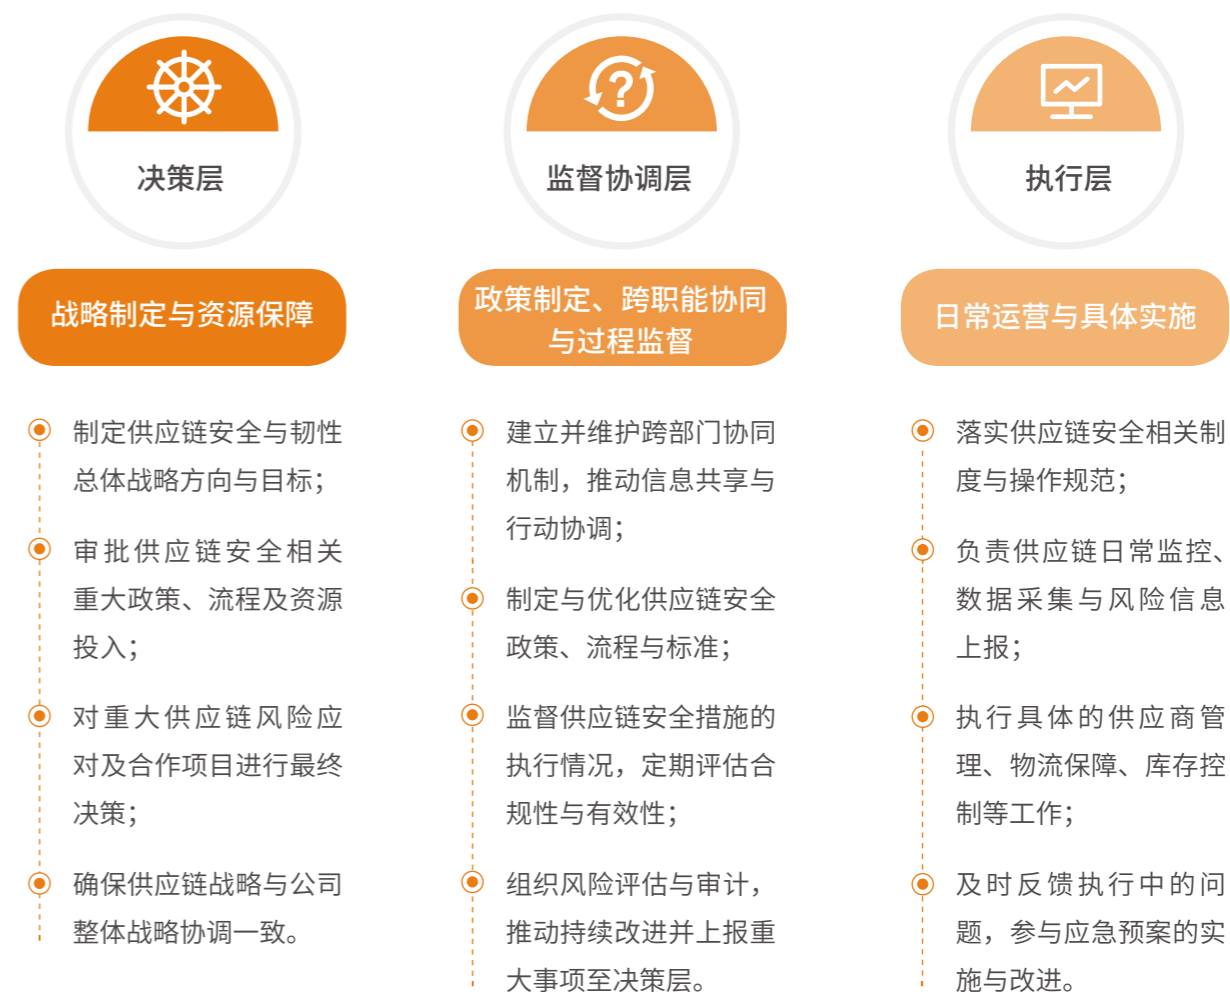 决策层
战略制定与资源保障
制定供应链安全与韧性
总体战略方向与目标；
审批供应链安全相关
重大政策、流程及资源
投入；
对重大供应链风险应
对及合作项目进行最终
决策；
确保供应链战略与公司
整体战略协调一致。
监督协调层
政策制定、跨职能协同
与过程监督
建立并维护跨部门协同
机制，推动信息共享与
行动协调；
制定与优化供应链安全
政策、流程与标准；
监督供应链安全措施的
执行情况，定期评估合
规性与有效性；
组织风险评估与审计，
推动持续改进并上报重
大事项至决策层。
执行层
日常运营与具体实施
落实供应链安全相关制
度与操作规范；
负责供应链日常监控、
数据采集与风险信息
上报；
执行具体的供应商管
理、物流保障、库存控
制等工作；
及时反馈执行中的问
题，参与应急预案的实
施与改进。